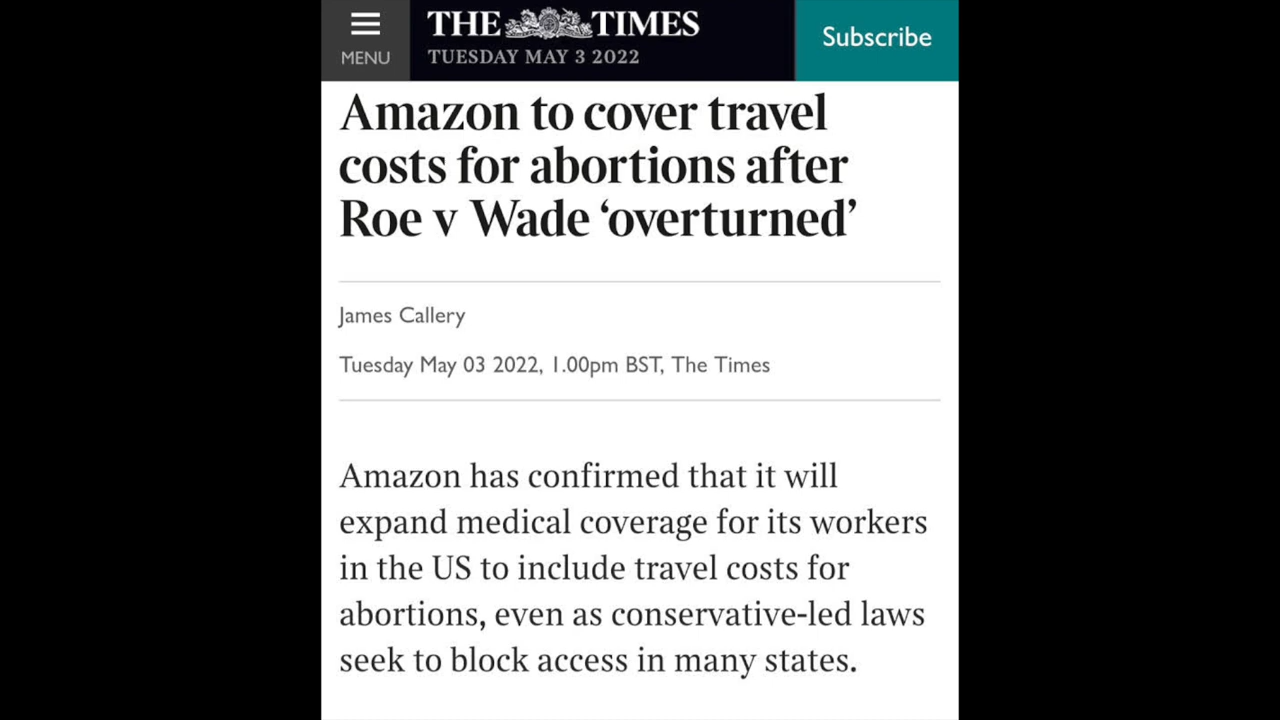 THE TIMES
MENU
TUESDAY MAY 3 2022
Subscribe
Amazon to cover travel
costs for abortions after
Roe v Wade ‘overturned’
James Callery
Tuesday May 03 2022, 1.00pm BST, The Times
Amazon has confirmed that it will
expand medical coverage for its workers
in the US to include travel costs for
abortions, even as conservative-led laws
seek to block access in many states.